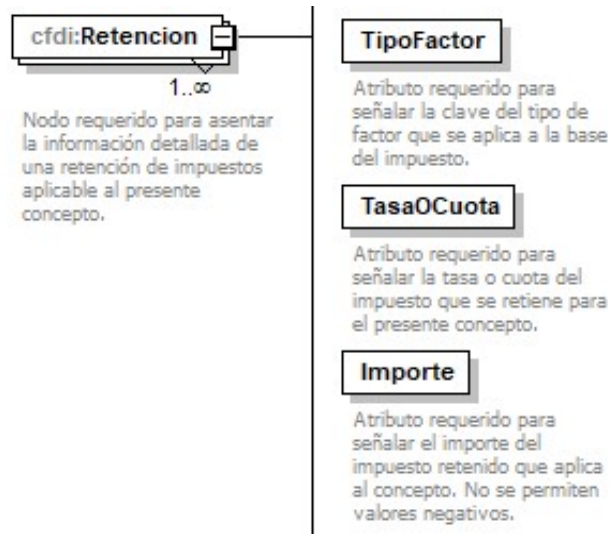 cfdi:Retencion
1..∞
Nodo requerido para asentar
la información detallada de
una retención de impuestos
aplicable al presente
concepto.
TipoFactor
Atributo requerido para
señalar la clave del tipo de
factor que se aplica a la base
del impuesto.
TasaOCuota
Atributo requerido para
señalar la tasa o cuota del
impuesto que se retiene para
el presente concepto.
Importe
Atributo requerido para
señalar el importe del
impuesto retenido que aplica
al concepto. No se permiten
valores negativos.